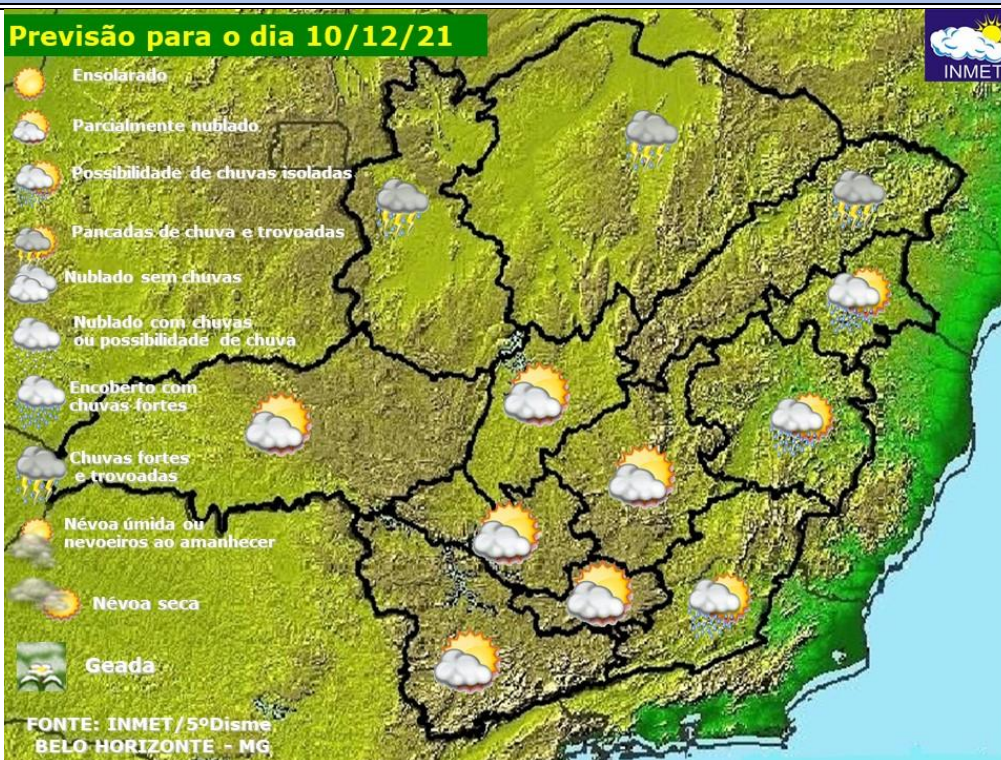 Previsão para o dia 10/12/21
INMET
Ensolarado
Parcialmente nublado
Possibilidade de chuvas isoladas
Pancadas de chuva e trovoadas
Nublado sem chuvas
Nublado com chuvas
ou possibilidade de chuva
Encoberto com
chuvas fortes
Chuvas fortes
e trovoadas
Névoa úmida ou
nevoeiros ao amanhecer
Névoa seca
Geada
FONTE: INMET/5ºDisme
BELO HORIZONTE - MG